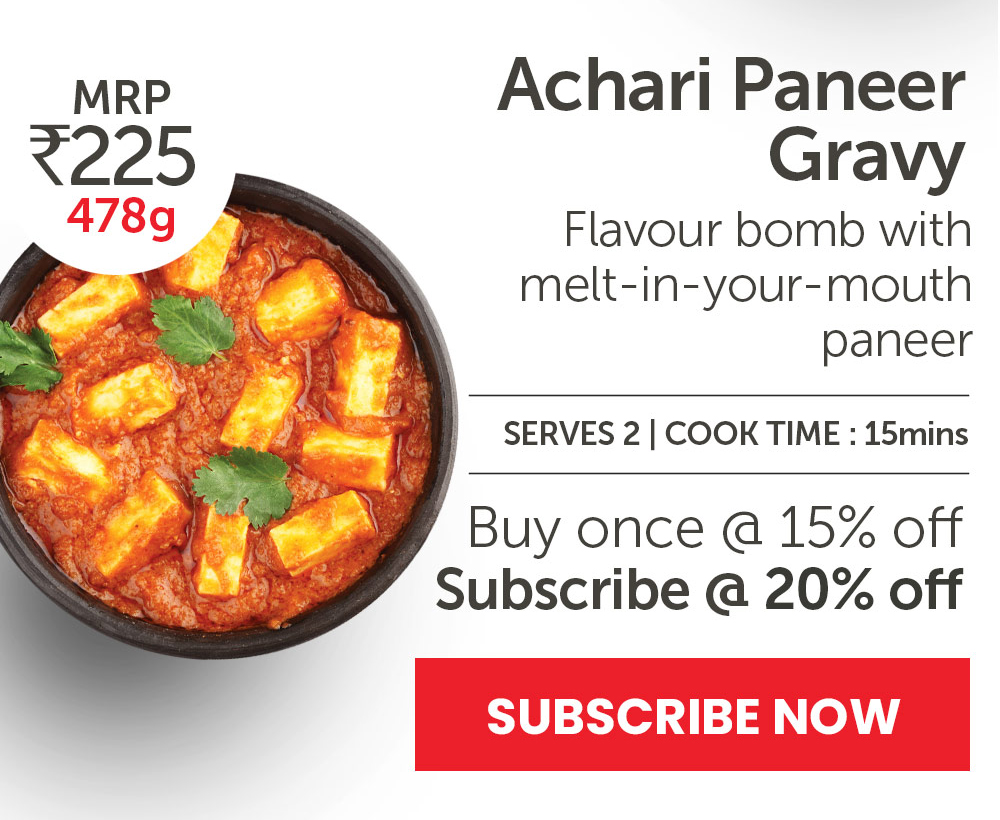 MRP
₹225
478g
Achari Paneer
Gravy
Flavour bomb with
melt-in-your-mouth
paneer
SERVES 2 | COOK TIME : 15mins
Buy once @ 15% off
Subscribe @ 20% off
SUBSCRIBE NOW